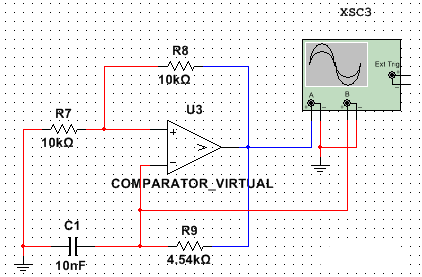 XSC3
Ext Trig
A
B
R8
10kΩ
U3
R7
10kΩ
COMPARATOR_VIRTUAL
C1
10nF
R9
4.54kΩ